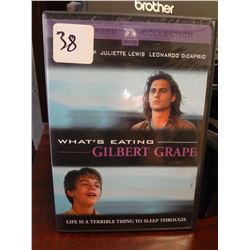 brother
38
COLLECTION
P JULIETTE LEWIS LEONARDO DICAPRIO
WHAT'S EATING
GILBERT GRAPE
LIFE IS A TERRIBLE THING TO SLEEP THROUGH.